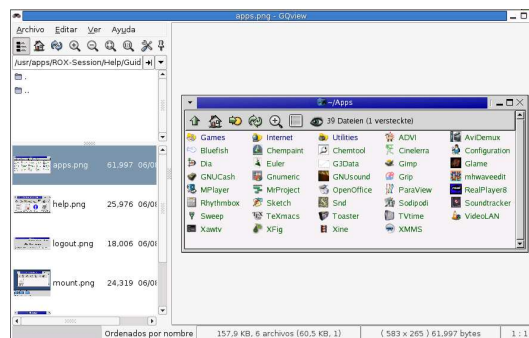 apps.png - GQview
Archivo Editar Ver Ayuda
/usr/apps/ROX-Session/Help/Guid
.
..
apps.png 61,997 06/0
help.png 25,976 06/0
logout.png 18,006 06/0
mount.png 24,319 06/0
~/Apps
39 Dateien (1 versteckte)
Games Internet Utilities ADVI AviDemux
Bluefish Chempaint Chemtool Cinelerra Configuration
Dia Euler G3Data Gimp Glame
GNUCash Gnumeric GNUsound Grip mhwaveedit
MPlayer MrProject OpenOffice ParaView RealPlayer8
Rhythmbox Sketch Snd Sodipodi Soundtracker
Sweep TeXmacs Toaster TVtime VideoLAN
Xawtv XFig Xine XMMS
Ordenados por nombre 157,9 KB, 6 archivos (60,5 KB, 1) ( 583 x 265 ) 61,997 bytes 1 : 1